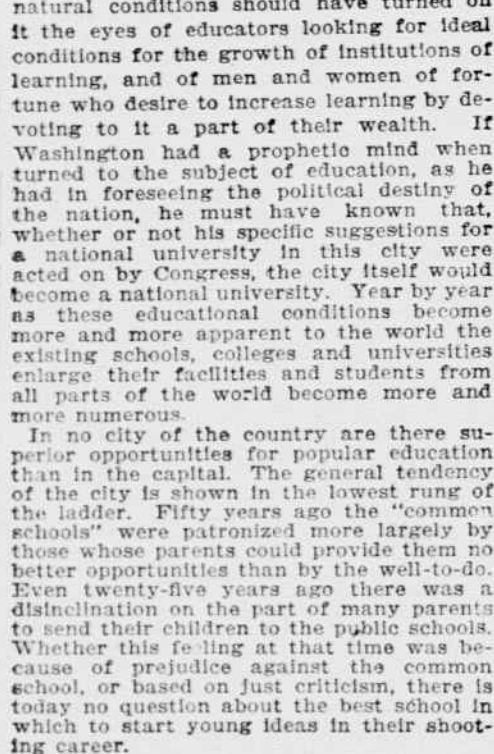 natural conditions should have turned on
it the eyes of educators looking for ideal
conditions for the growth of institutions of
learning, and of men and women of for-
tune who desire to increase learning by de-
voting to it a part of their wealth. If
Washington had a prophetic mind when
turned to the subject of education, as he
had in foreseeing the political destiny of
the nation, he must have known that,
whether or not his specific suggestions for
a national university in this city were
acted on by Congress, the city itself would
become a national university. Year by year
as these educational conditions become
more and more apparent to the world the
existing schools, colleges and universities
enlarge their facilities and students from
all parts of the world become more and
more numerous.
In no city of the country are there su-
perior opportunities for popular education
than in the capital. The general tendency
of the city is shown in the lowest rung of
the ladder. Fifty years ago the "common
schools" were patronized more largely by
those whose parents could provide them no
better opportunities than by the well-to-do.
Even twenty-five years ago there was a
disinclination on the part of many parents
to send their children to the public schools.
Whether this feeling at that time was be-
cause of prejudice against the common
school, or based on just criticism, there is
today no question about the best school in
which to start young ideas in their shoot-
ing career.